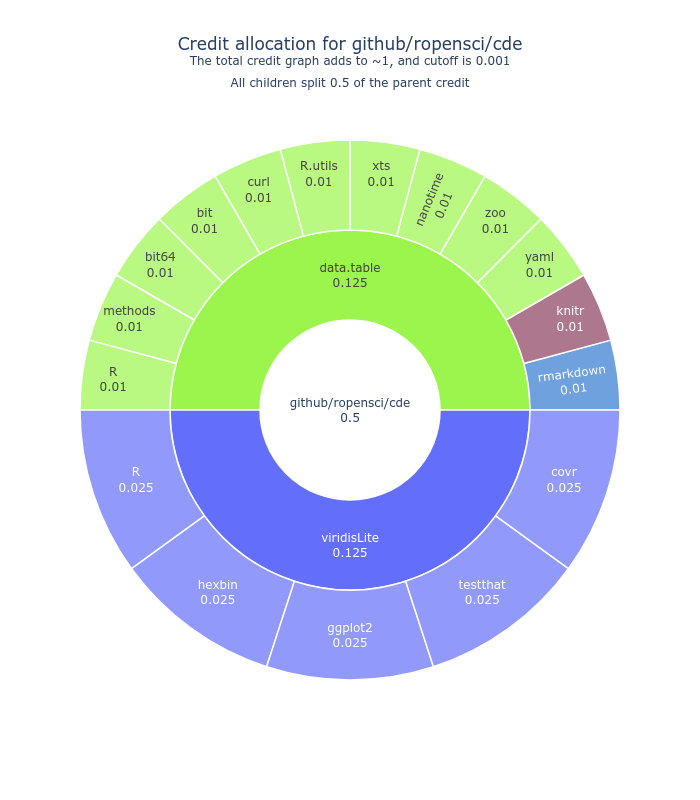 Credit allocation for github/ropensci/cde
The total credit graph adds to ~1, and cutoff is 0.001
All children split 0.5 of the parent credit
github/ropensci/cde
0.5
data.table
0.125
viridisLite
0.125
R
0.01
methods
0.01
bit64
0.01
bit
0.01
curl
0.01
R.utils
0.01
xts
0.01
nanotime
0.01
zoo
0.01
yaml
0.01
knitr
0.01
rmarkdown
0.01
R
0.025
hexbin
0.025
ggplot2
0.025
testthat
0.025
covr
0.025